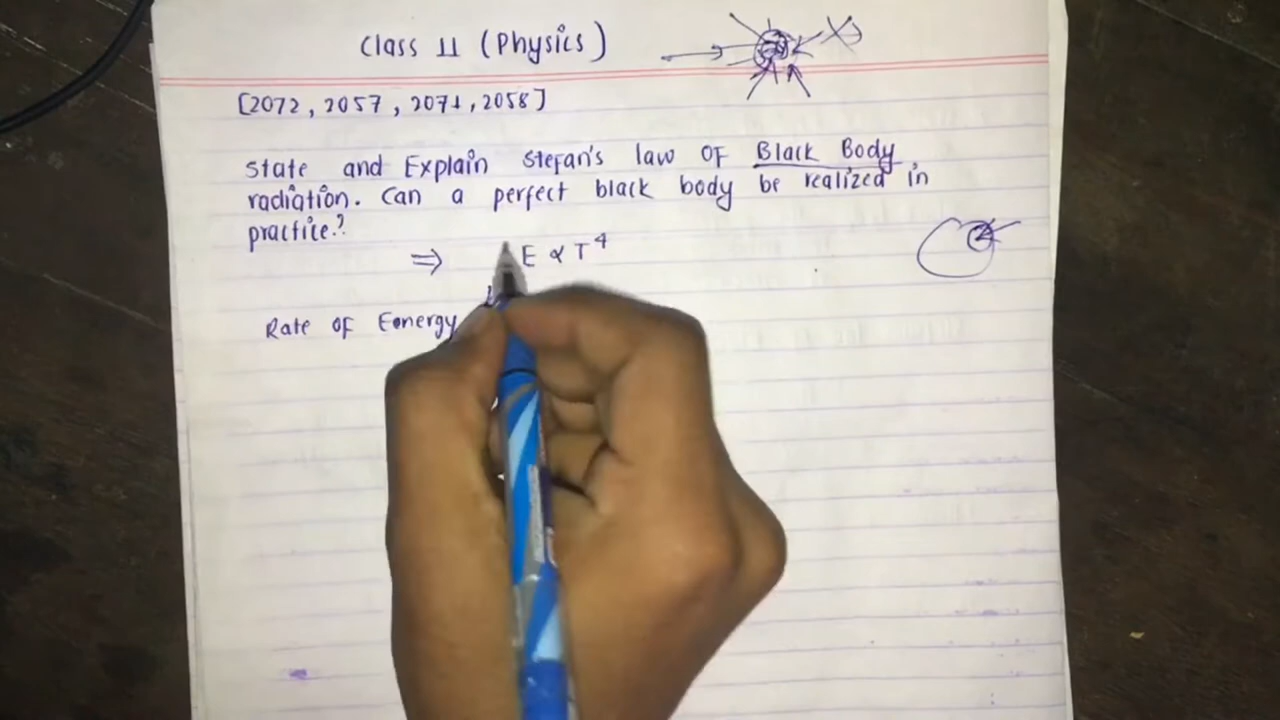 Class 11 (Physics)
[2072, 2057, 2071, 2058]
State and Explain Stefan's law of Black Body
radiation. Can a perfect black body be realized in
practice.?
⇒ E ∝ T⁴
Rate of Eenergy